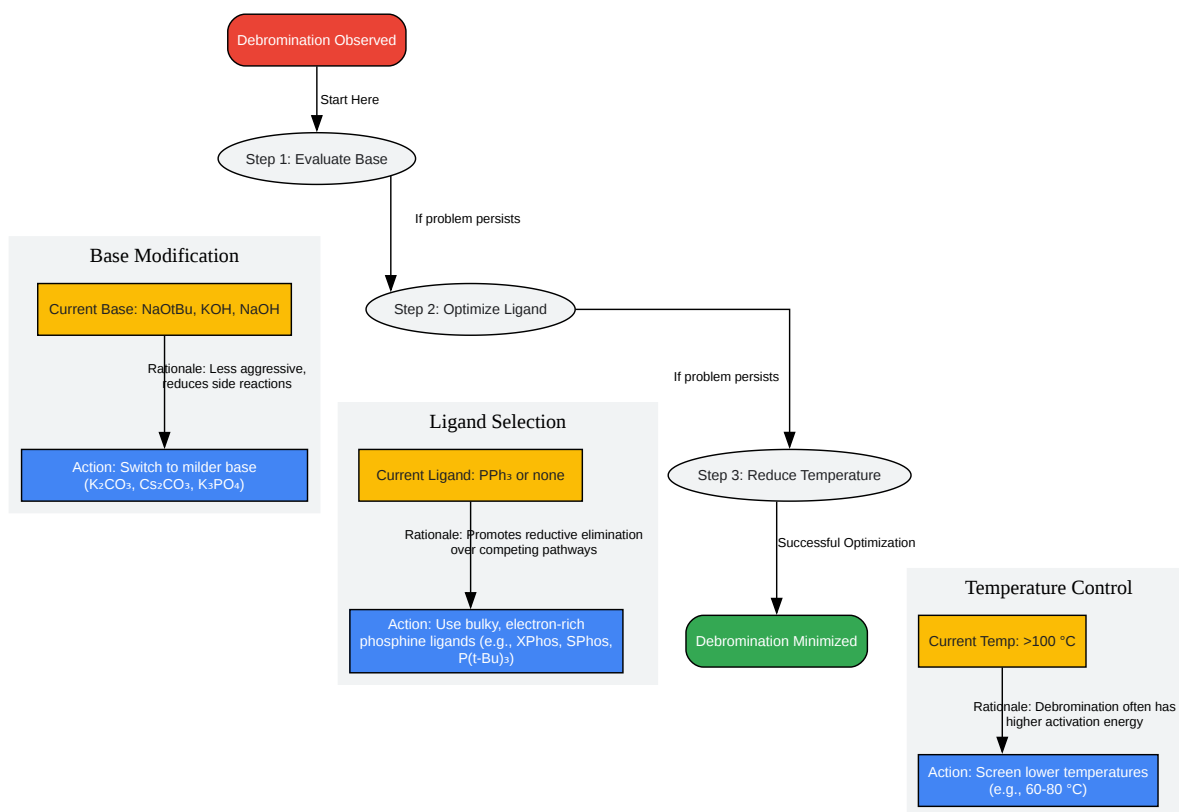 Debromination Observed
Start Here
Step 1: Evaluate Base
If problem persists
Base Modification
Current Base: NaOtBu, KOH, NaOH
Rationale: Less aggressive,
reduces side reactions
Action: Switch to milder base
(K₂CO₃, Cs₂CO₃, K₃PO₄)
Step 2: Optimize Ligand
If problem persists
Ligand Selection
Current Ligand: PPh₃ or none
Rationale: Promotes reductive elimination
over competing pathways
Action: Use bulky, electron-rich
phosphine ligands (e.g., XPhos, SPhos,
P(t-Bu)₃)
Step 3: Reduce Temperature
Successful Optimization
Debromination Minimized
Temperature Control
Current Temp: >100 °C
Rationale: Debromination often has
higher activation energy
Action: Screen lower temperatures
(e.g., 60-80 °C)